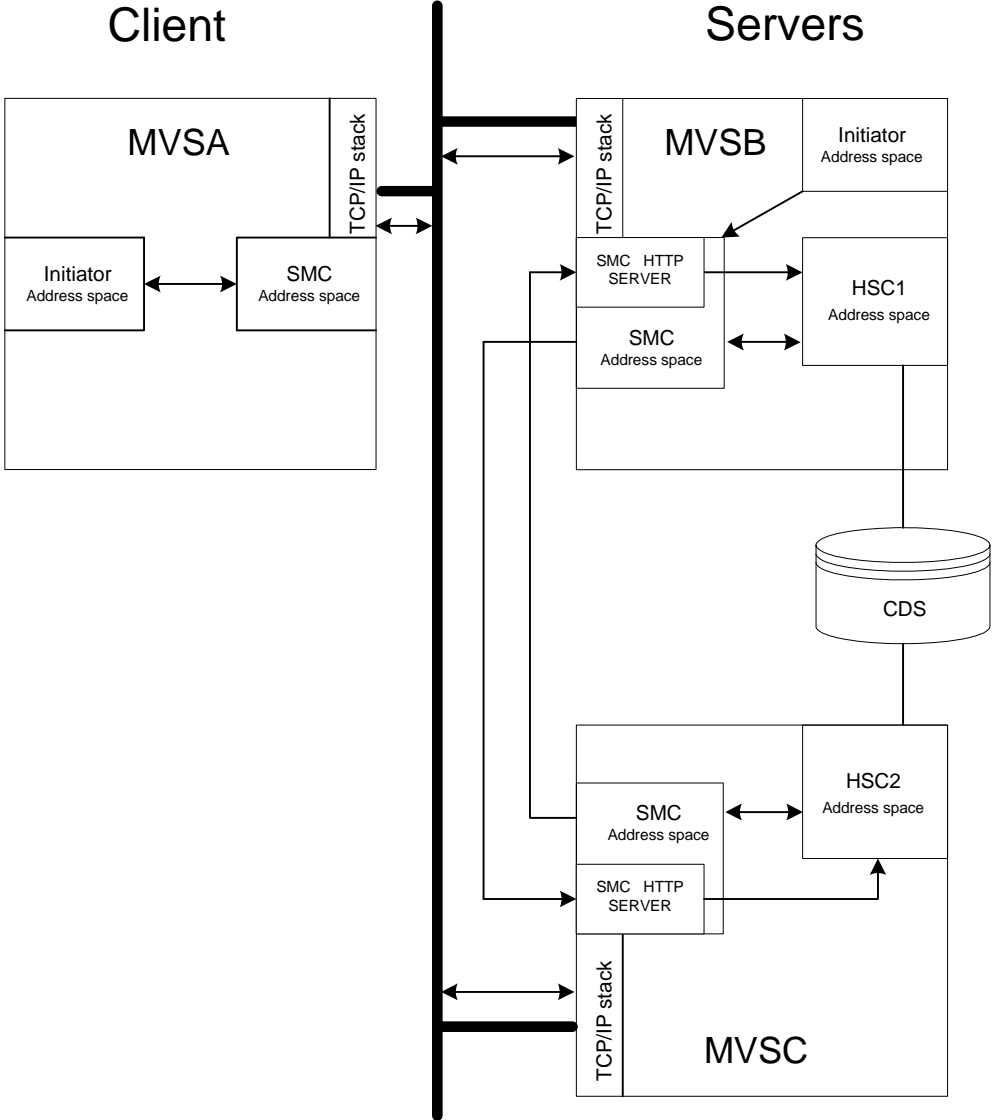 Client
Servers
MVSA
TCP/IP stack
Initiator
Address space
SMC
Address space
TCP/IP stack
MVSB
Initiator
Address space
SMC HTTP
SERVER
SMC
Address space
HSC1
Address space
CDS
HSC2
Address space
SMC
Address space
SMC HTTP
SERVER
TCP/IP stack
MVSC